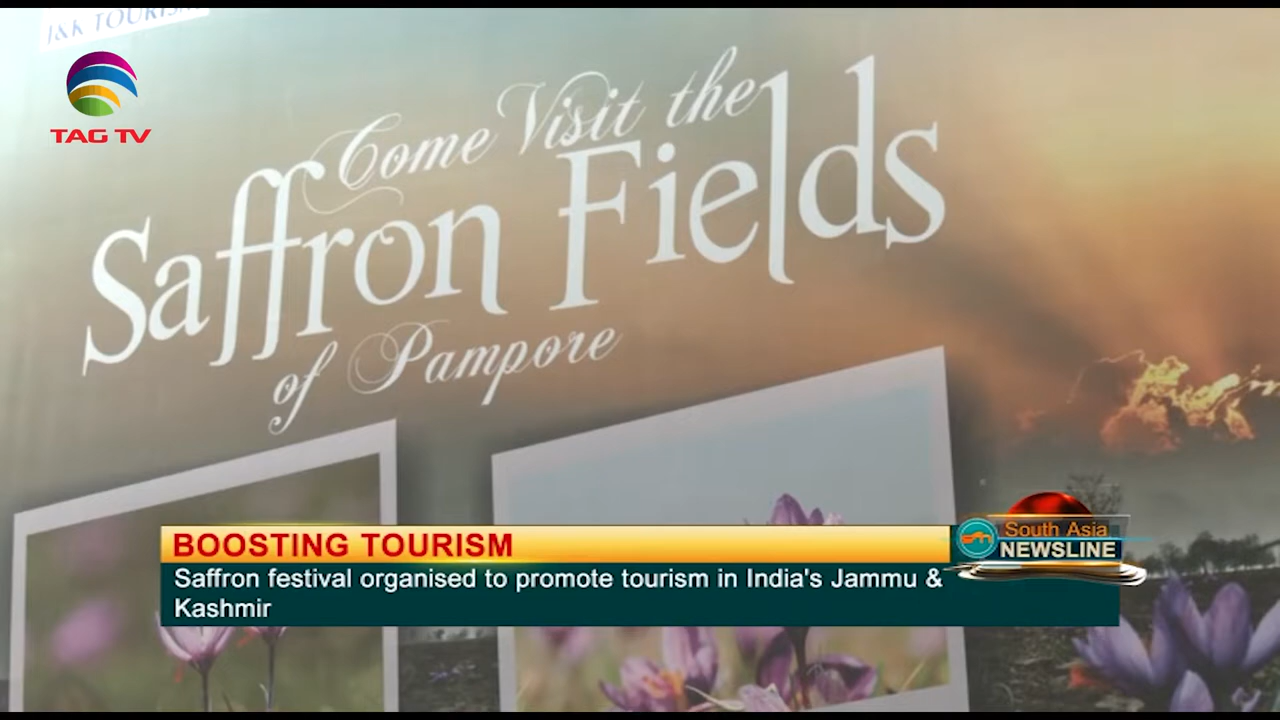 J&K TOURISM
TAG TV
Come Visit the
Saffron Fields
of Pampore
BOOSTING TOURISM
Saffron festival organised to promote tourism in India's Jammu &
Kashmir
South Asia
NEWSLINE